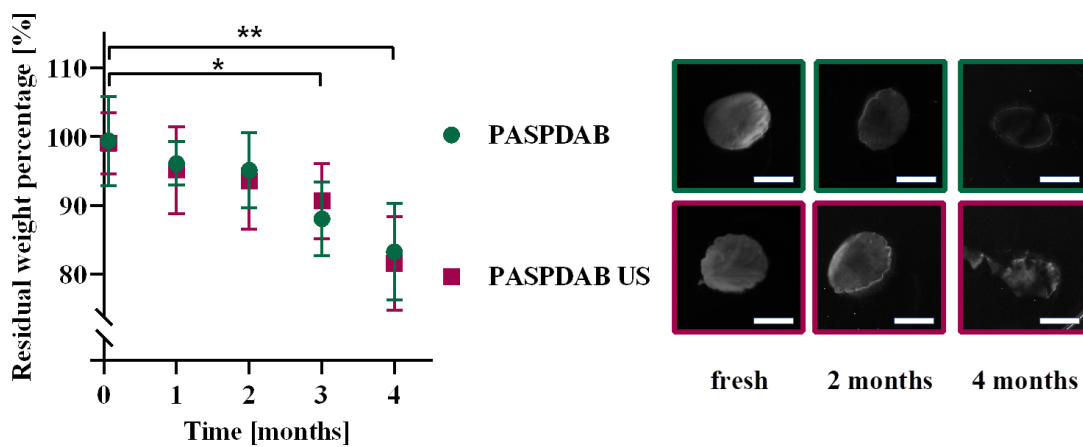 Residual weight percentage [%]
110
100
90
80
**
*
0 1 2 3 4
Time [months]
PASPDAB
PASPDAB US
fresh 2 months 4 months